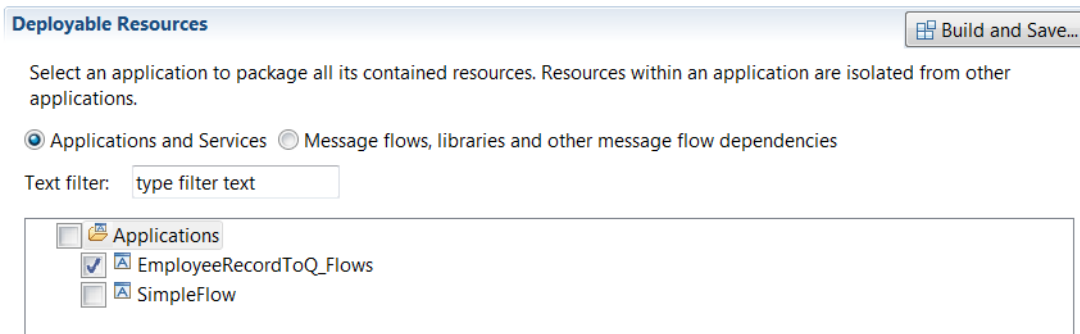 Deployable Resources
Build and Save...
Select an application to package all its contained resources. Resources within an application are isolated from other
applications.
Applications and Services Message flows, libraries and other message flow dependencies
Text filter: type filter text
Applications
EmployeeRecordToQ_Flows
SimpleFlow